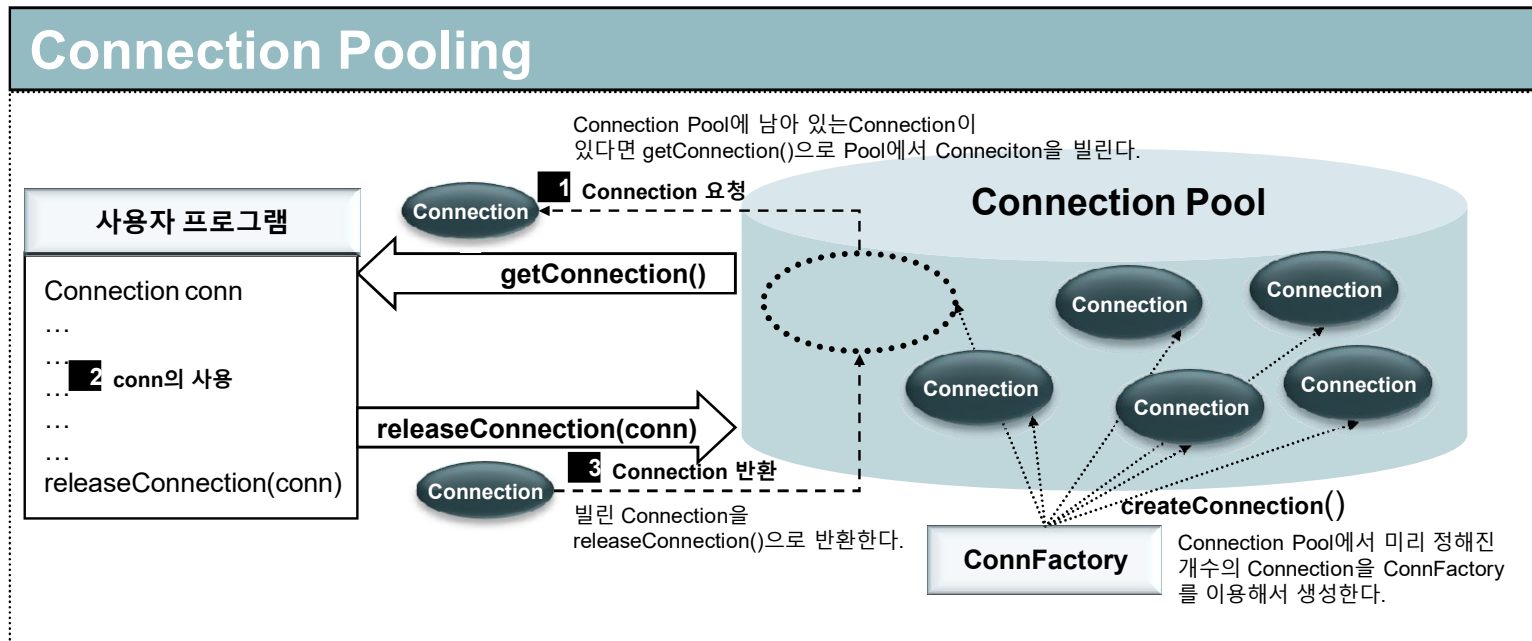 Connection Pooling
Connection Pool에 남아 있는Connection이
있다면 getConnection()으로 Pool에서 Conneciton을 빌린다.
1 Connection 요청
Connection
Connection Pool
사용자 프로그램
getConnection()
Connection conn
…
…
2 conn의 사용
…
…
…
releaseConnection(conn)
releaseConnection(conn)
3 Connection 반환
Connection
빌린 Connection을
releaseConnection()으로 반환한다.
Connection
Connection
Connection
Connection
Connection
createConnection()
ConnFactory
Connection Pool에서 미리 정해진
개수의 Connection을 ConnFactory
를 이용해서 생성한다.